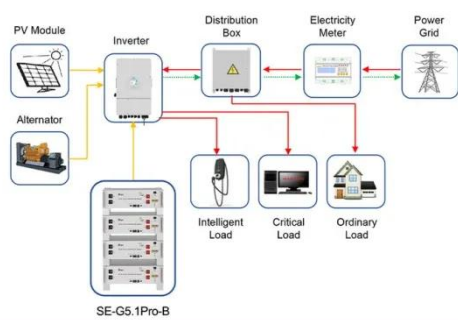 PV Module
Inverter
Distribution
Box
Electricity
Meter
Power
Grid
Alternator
Intelligent
Load
Critical
Load
Ordinary
Load
SE-G5.1Pro-B